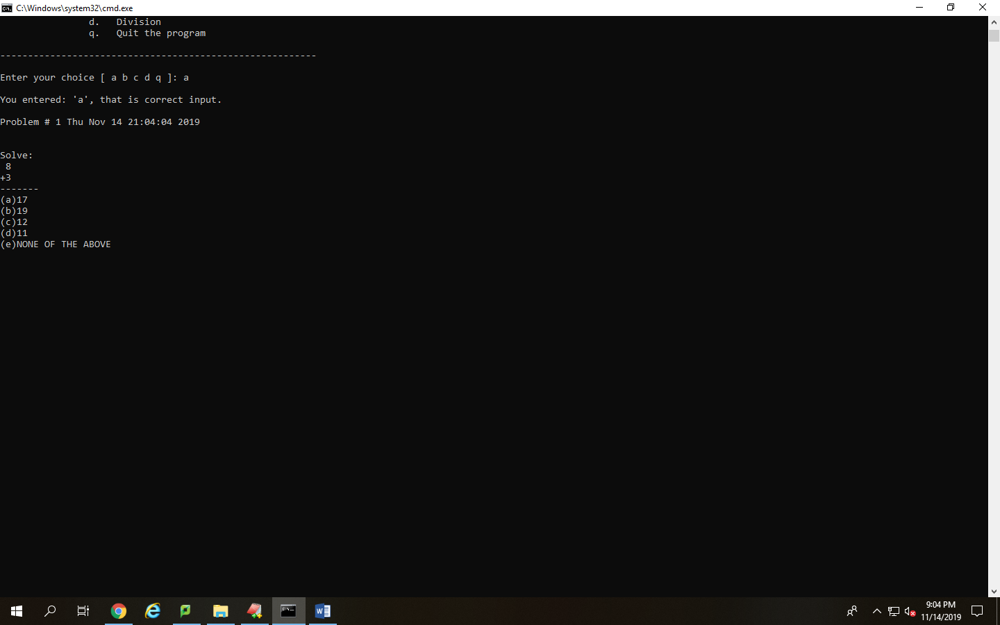 C:\Windows\system32\cmd.exe
d.   Division
q.   Quit the program
---------------------------------------------------------
Enter your choice [ a b c d q ]: a
You entered: 'a', that is correct input.
Problem # 1 Thu Nov 14 21:04:04 2019
Solve:
 8
+3
-------
(a)17
(b)19
(c)12
(d)11
(e)NONE OF THE ABOVE
9:04 PM
11/14/2019